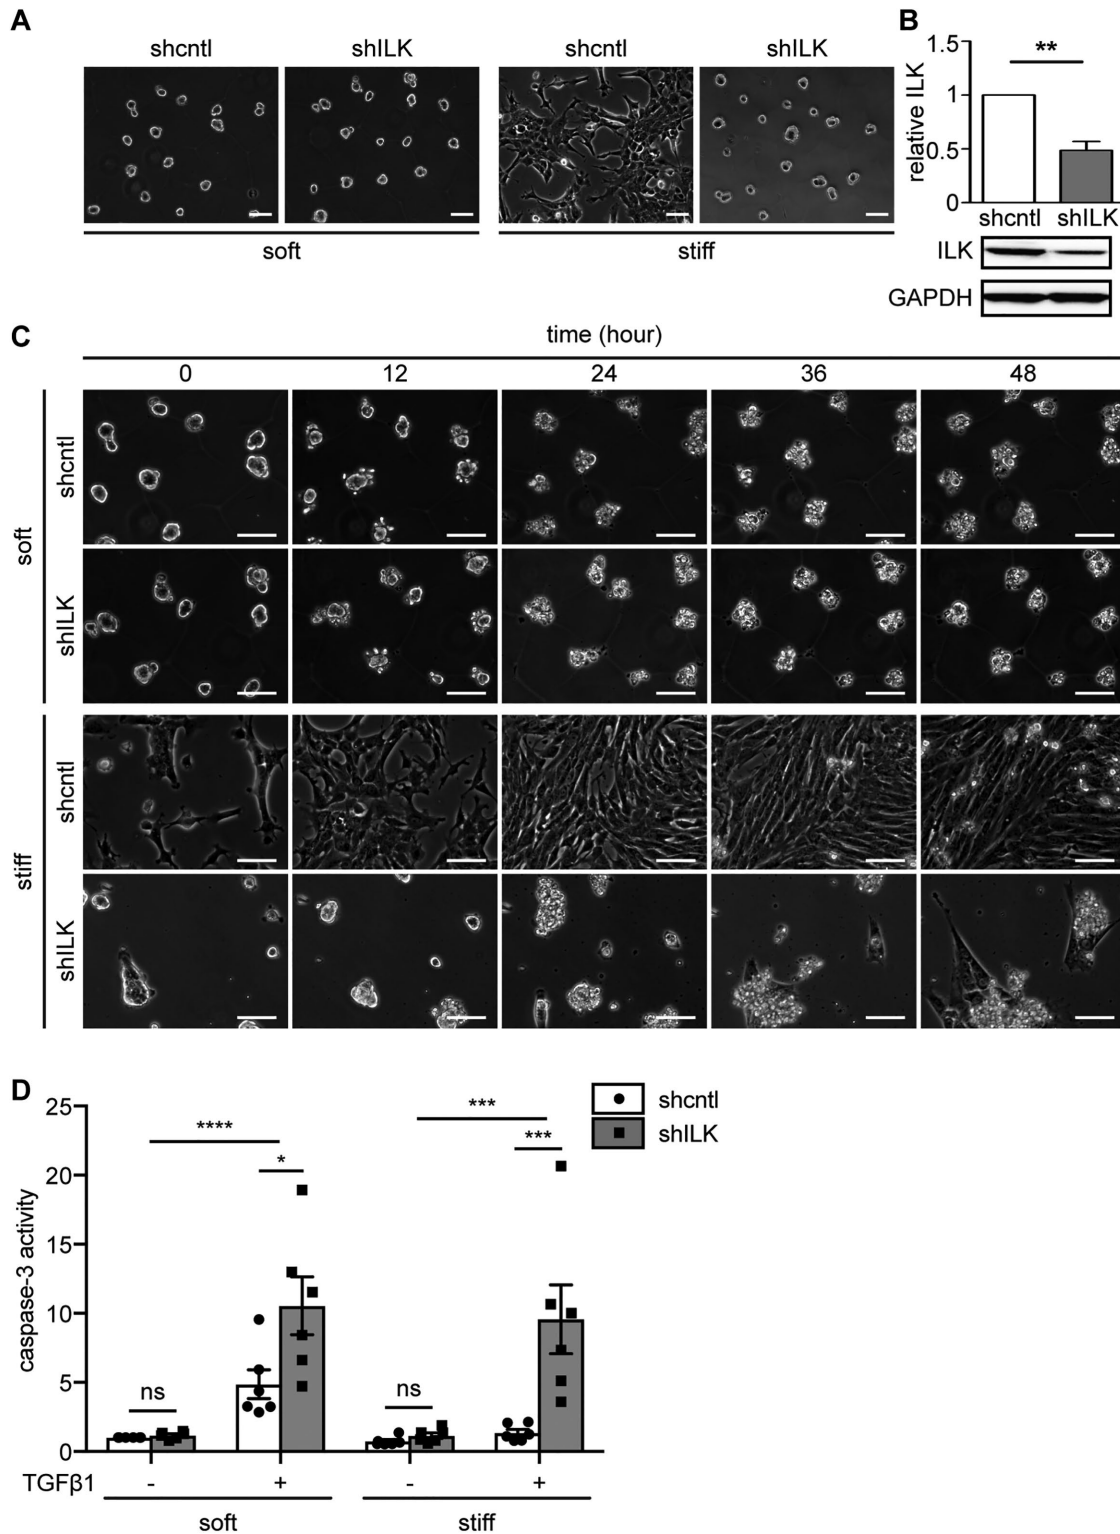 A
shcntl shILK shcntl shILK
soft stiff
B
relative ILK
1.5
**
1
0.5
0
shcntl shILK
ILK
GAPDH
C
time (hour)
0 12 24 36 48
soft
shcntl
shILK
stiff
shcntl
shILK
D
caspase-3 activity
25
20
15
10
5
0
shcntl
shILK
****
*
***
***
ns
ns
TGFβ1 - + - +
soft stiff